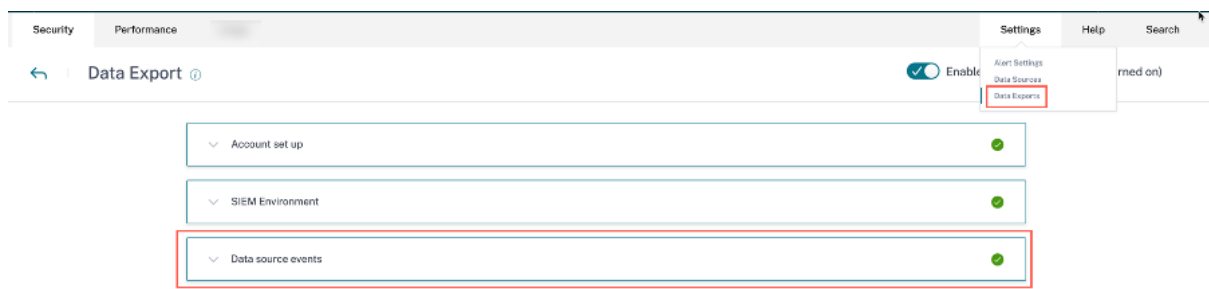 Security Performance Settings Help Search
Data Export Enable rned on)
Alert Settings
Data Sources
Data Exports
Account set up
SIEM Environment
Data source events